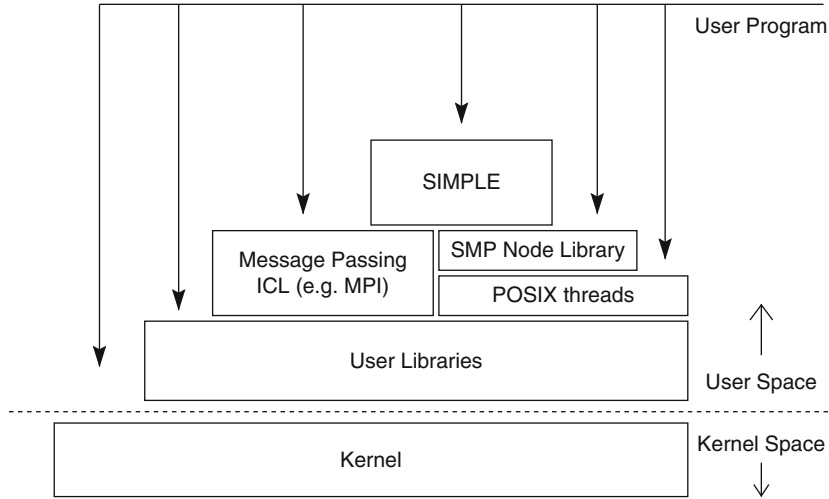 User Program
SIMPLE
Message Passing
ICL (e.g. MPI)
SMP Node Library
POSIX threads
User Libraries
User Space
Kernel Space
Kernel